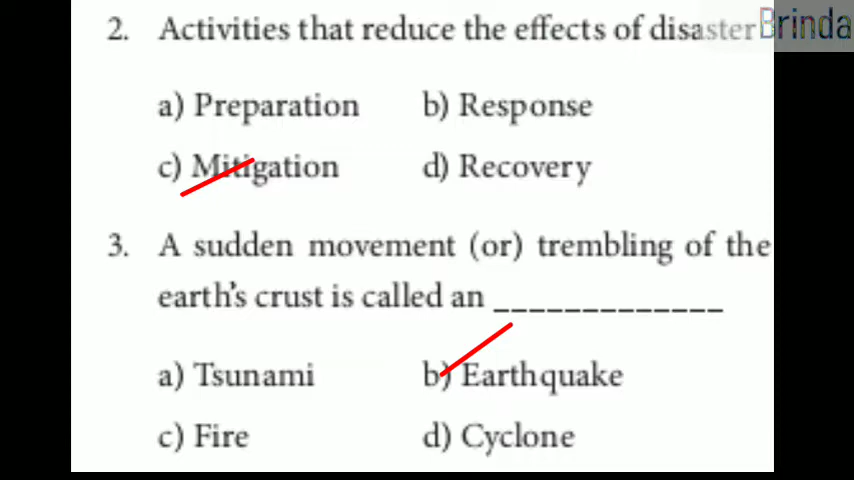 2. Activities that reduce the effects of disaster Brinda
a) Preparation b) Response
c) Mitigation d) Recovery
3. A sudden movement (or) trembling of the
earth's crust is called an _____________
a) Tsunami b) Earthquake
c) Fire d) Cyclone